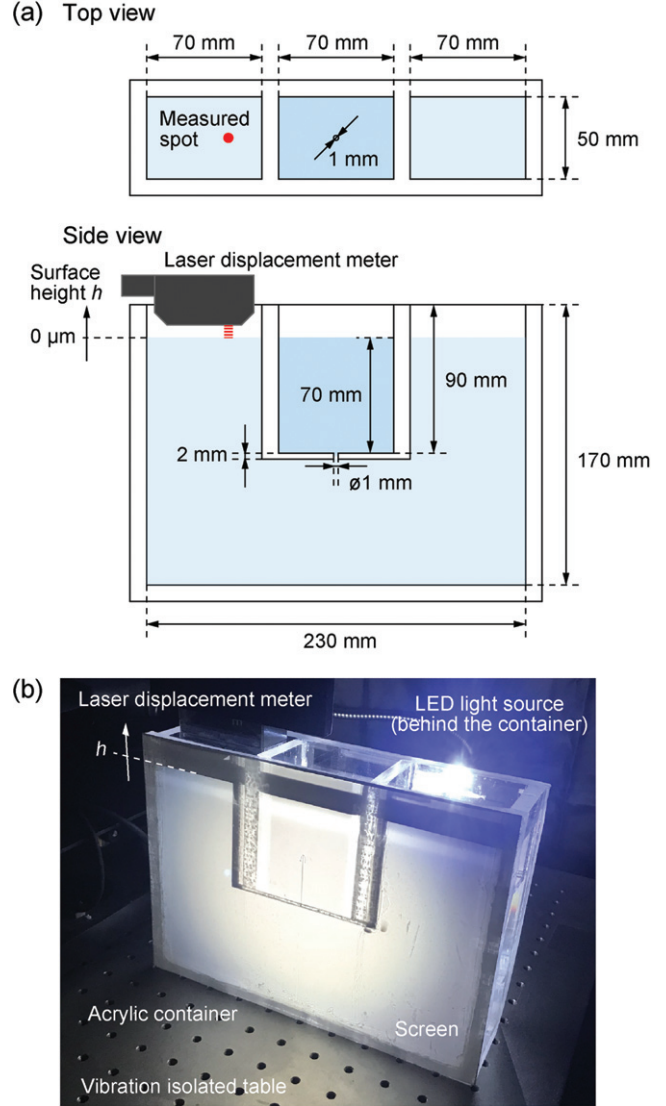 (a) Top view
70 mm 70 mm 70 mm
Measured
spot
1 mm
50 mm
Side view
Laser displacement meter
Surface
height h
0 µm
70 mm
90 mm
2 mm
ø1 mm
170 mm
230 mm
(b)
Laser displacement meter
LED light source
(behind the container)
h
Acrylic container
Screen
Vibration isolated table